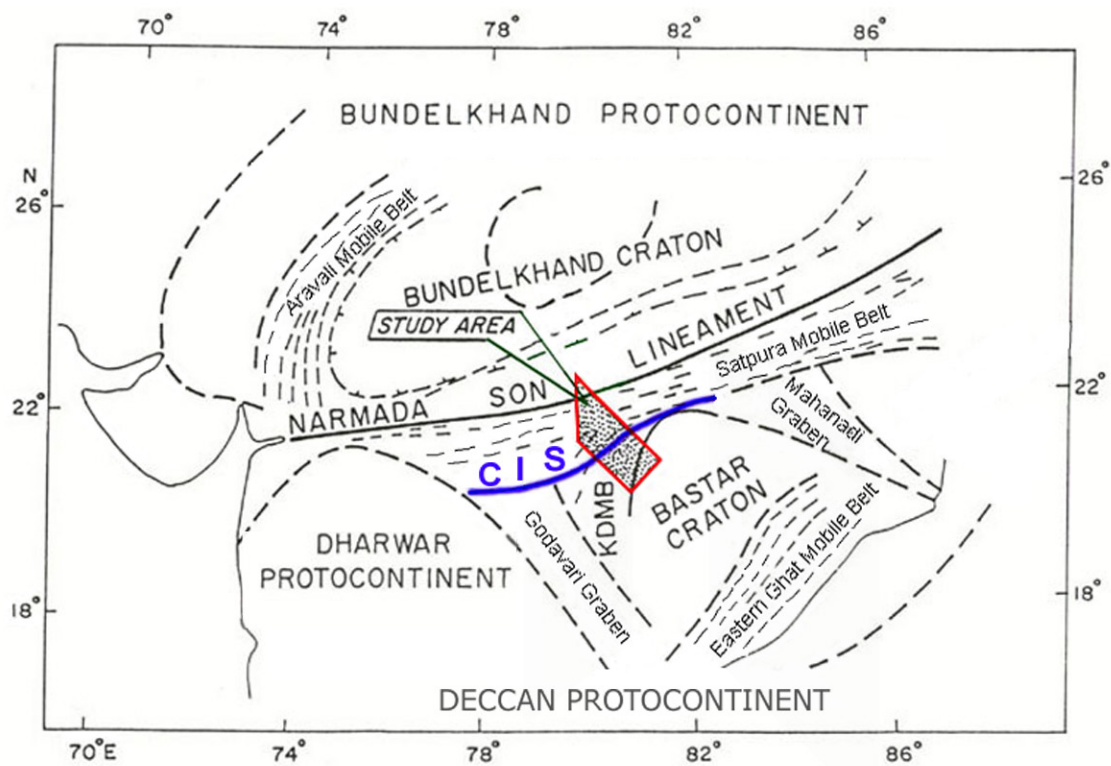 70° 74° 78° 82° 86°
BUNDELKHAND PROTOCONTINENT
N
26° 26°
Aravali Mobile Belt
BUNDELKHAND CRATON
STUDY AREA
LINEAMENT
Satpura Mobile Belt
22° 22°
NARMADA SON
Mahanadi
Graben
CIS
BASTAR
CRATON
KDMB
Godavari Graben
DHARWAR
PROTOCONTINENT
Eastern Ghat Mobile Belt
18° 18°
DECCAN PROTOCONTINENT
70°E 74° 78° 82° 86°